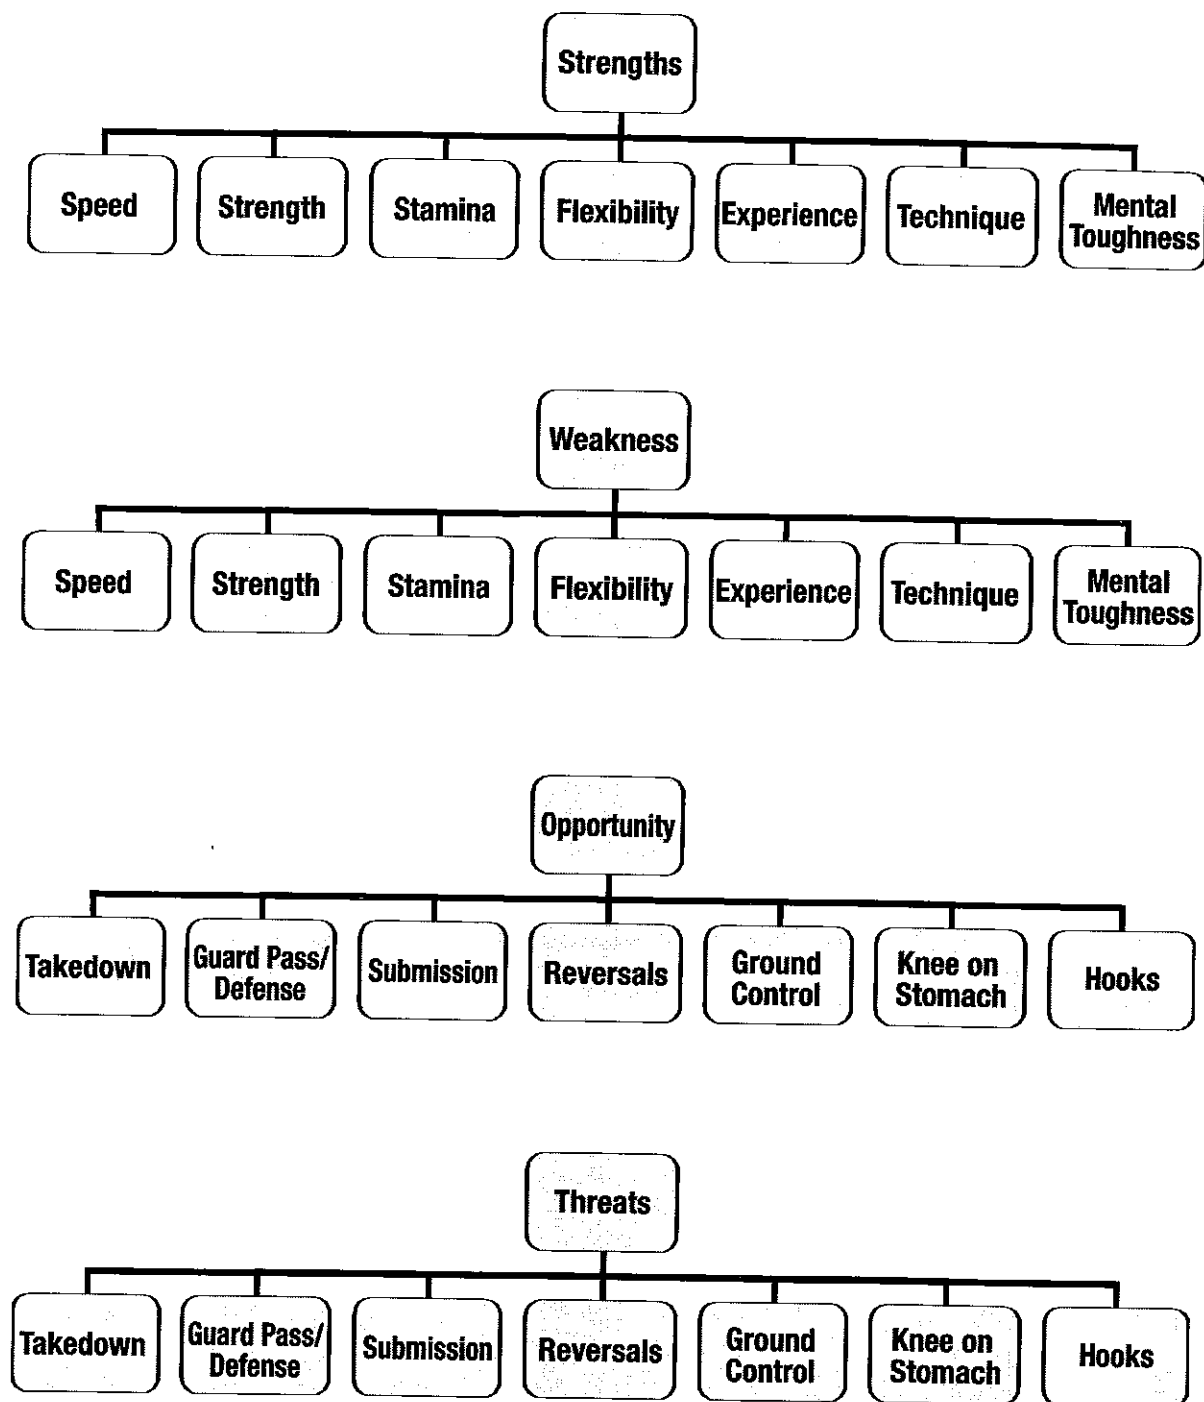 Strengths
Speed
Strength
Stamina
Flexibility
Experience
Technique
Mental
Toughness
Weakness
Speed
Strength
Stamina
Flexibility
Experience
Technique
Mental
Toughness
Opportunity
Takedown
Guard Pass/
Defense
Submission
Reversals
Ground
Control
Knee on
Stomach
Hooks
Threats
Takedown
Guard Pass/
Defense
Submission
Reversals
Ground
Control
Knee on
Stomach
Hooks